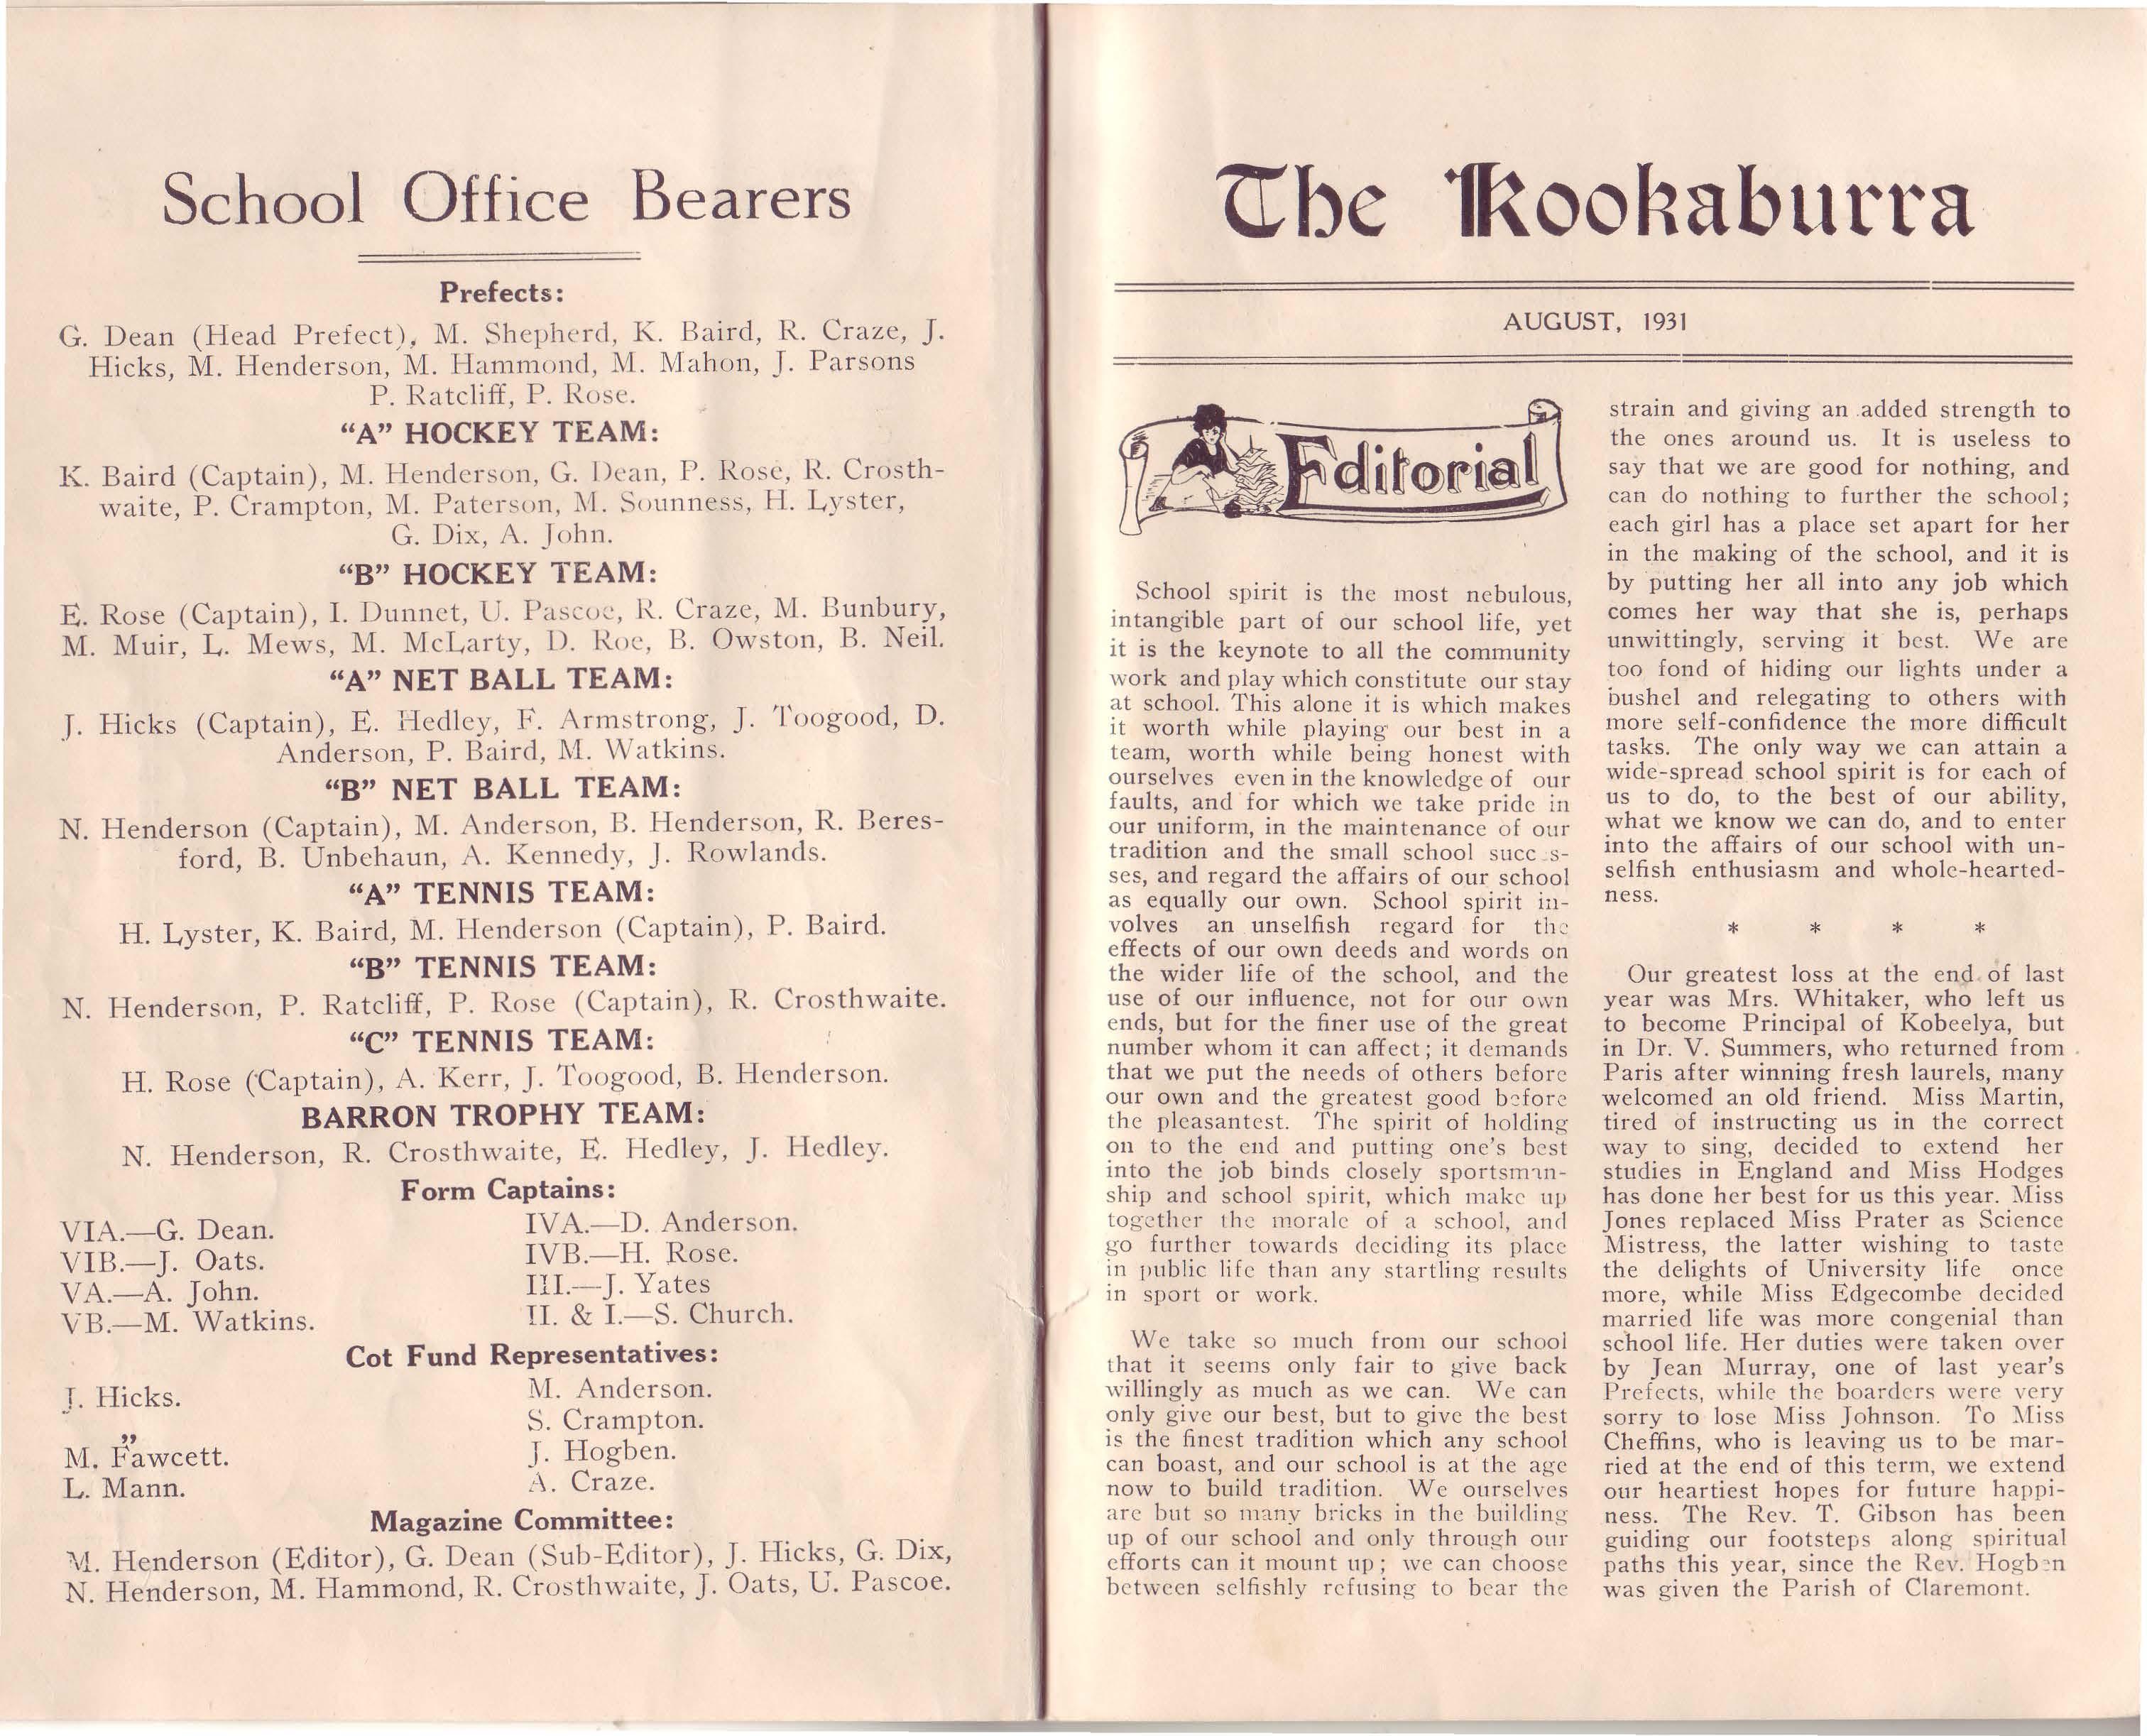 School Office Bearers
Prefects:
G. Dean (Head Prefect), M. Shepherd, K. Baird, R. Craze, J.
Hicks, M. Henderson, M. Hammond, M. Mahon, J. Parsons
P. Ratcliff, P. Rose.
“A” HOCKEY TEAM:
K. Baird (Captain), M. Henderson, G. Dean, P. Rose, R. Crosth-
waite, P. Crampton, M. Paterson, M. Sounness, H. Lyster,
G. Dix, A. John.
“B” HOCKEY TEAM:
E. Rose (Captain), I. Dunnet, U. Pascoe, R. Craze, M. Bunbury,
M. Muir, L. Mews, M. McLarty, D. Roe, B. Owston, B. Neil.
“A” NET BALL TEAM:
J. Hicks (Captain), E. Hedley, F. Armstrong, J. Toogood, D.
Anderson, P. Baird, M. Watkins.
“B” NET BALL TEAM:
N. Henderson (Captain), M. Anderson, B. Henderson, R. Beres-
ford, B. Unbehaun, A. Kennedy, J. Rowlands.
“A” TENNIS TEAM:
H. Lyster, K. Baird, M. Henderson (Captain), P. Baird.
“B” TENNIS TEAM:
N. Henderson, P. Ratcliff, P. Rose (Captain), R. Crosthwaite.
“C” TENNIS TEAM:
H. Rose (Captain), A. Kerr, J. Toogood, B. Henderson.
BARRON TROPHY TEAM:
N. Henderson, R. Crosthwaite, E. Hedley, J. Hedley.
Form Captains:
VIA.—G. Dean.
VIB.—J. Oats.
VA.—A. John.
VB.—M. Watkins.
IVA.—D. Anderson.
IVB.—H. Rose.
III.—J. Yates
II. & I.—S. Church.
Cot Fund Representatives:
J. Hicks.
”
M. Fawcett.
L. Mann.
M. Anderson.
S. Crampton.
J. Hogben.
A. Craze.
Magazine Committee:
M. Henderson (Editor), G. Dean (Sub-Editor), J. Hicks, G. Dix,
N. Henderson, M. Hammond, R. Crosthwaite, J. Oats, U. Pascoe.
The Kookaburra
AUGUST, 1931
Editorial
School spirit is the most nebulous,
intangible part of our school life, yet
it is the keynote to all the community
work and play which constitute our stay
at school. This alone it is which makes
it worth while playing our best in a
team, worth while being honest with
ourselves even in the knowledge of our
faults, and for which we take pride in
our uniform, in the maintenance of our
tradition and the small school succ s-
ses, and regard the affairs of our school
as equally our own. School spirit in-
volves an unselfish regard for the
effects of our own deeds and words on
the wider life of the school, and the
use of our influence, not for our own
ends, but for the finer use of the great
number whom it can affect; it demands
that we put the needs of others before
our own and the greatest good before
the pleasantest. The spirit of holding
on to the end and putting one’s best
into the job binds closely sportsman-
ship and school spirit, which make up
together the morale of a school, and
go further towards deciding its place
in public life than any startling results
in sport or work.
We take so much from our school
that it seems only fair to give back
willingly as much as we can. We can
only give our best, but to give the best
is the finest tradition which any school
can boast, and our school is at the age
now to build tradition. We ourselves
are but so many bricks in the building
up of our school and only through our
efforts can it mount up; we can choose
between selfishly refusing to bear the
strain and giving an added strength to
the ones around us. It is useless to
say that we are good for nothing, and
can do nothing to further the school;
each girl has a place set apart for her
in the making of the school, and it is
by putting her all into any job which
comes her way that she is, perhaps
unwittingly, serving it best. We are
too fond of hiding our lights under a
bushel and relegating to others with
more self-confidence the more difficult
tasks. The only way we can attain a
wide-spread school spirit is for each of
us to do, to the best of our ability,
what we know we can do, and to enter
into the affairs of our school with un-
selfish enthusiasm and whole-hearted-
ness.
* * * *
Our greatest loss at the end of last
year was Mrs. Whitaker, who left us
to become Principal of Kobeelya, but
in Dr. V. Summers, who returned from
Paris after winning fresh laurels, many
welcomed an old friend. Miss Martin,
tired of instructing us in the correct
way to sing, decided to extend her
studies in England and Miss Hodges
has done her best for us this year. Miss
Jones replaced Miss Prater as Science
Mistress, the latter wishing to taste
the delights of University life once
more, while Miss Edgecombe decided
married life was more congenial than
school life. Her duties were taken over
by Jean Murray, one of last year’s
Prefects, while the boarders were very
sorry to lose Miss Johnson. To Miss
Cheffins, who is leaving us to be mar-
ried at the end of this term, we extend
our heartiest hopes for future happi-
ness. The Rev. T. Gibson has been
guiding our footsteps along spiritual
paths this year, since the Rev. Hogben
was given the Parish of Claremont.